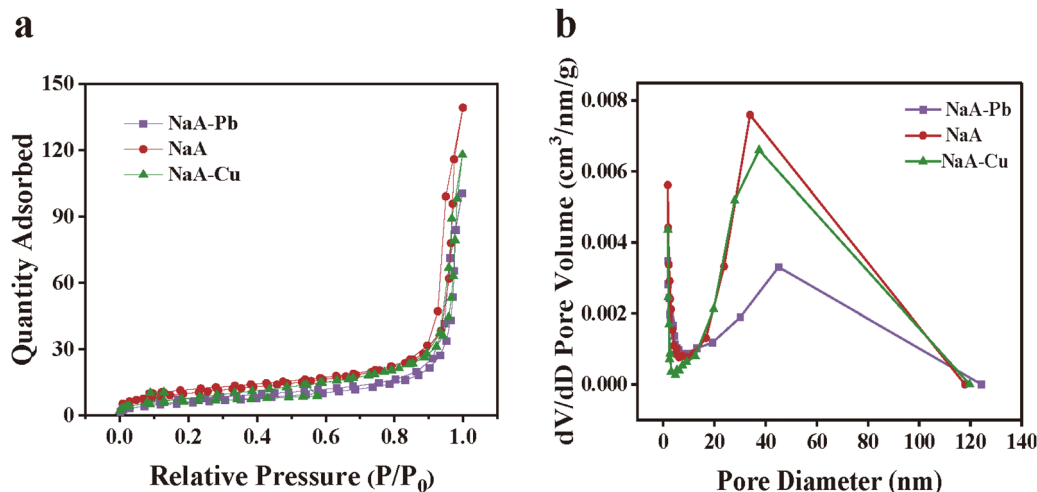 a
150
120
90
60
30
0
Quantity Adsorbed
NaA-Pb
NaA
NaA-Cu
0.0 0.2 0.4 0.6 0.8 1.0
Relative Pressure (P/P₀)
b
0.008
0.006
0.004
0.002
0.000
dV/dD Pore Volume (cm³/nm/g)
NaA-Pb
NaA
NaA-Cu
0 20 40 60 80 100 120 140
Pore Diameter (nm)